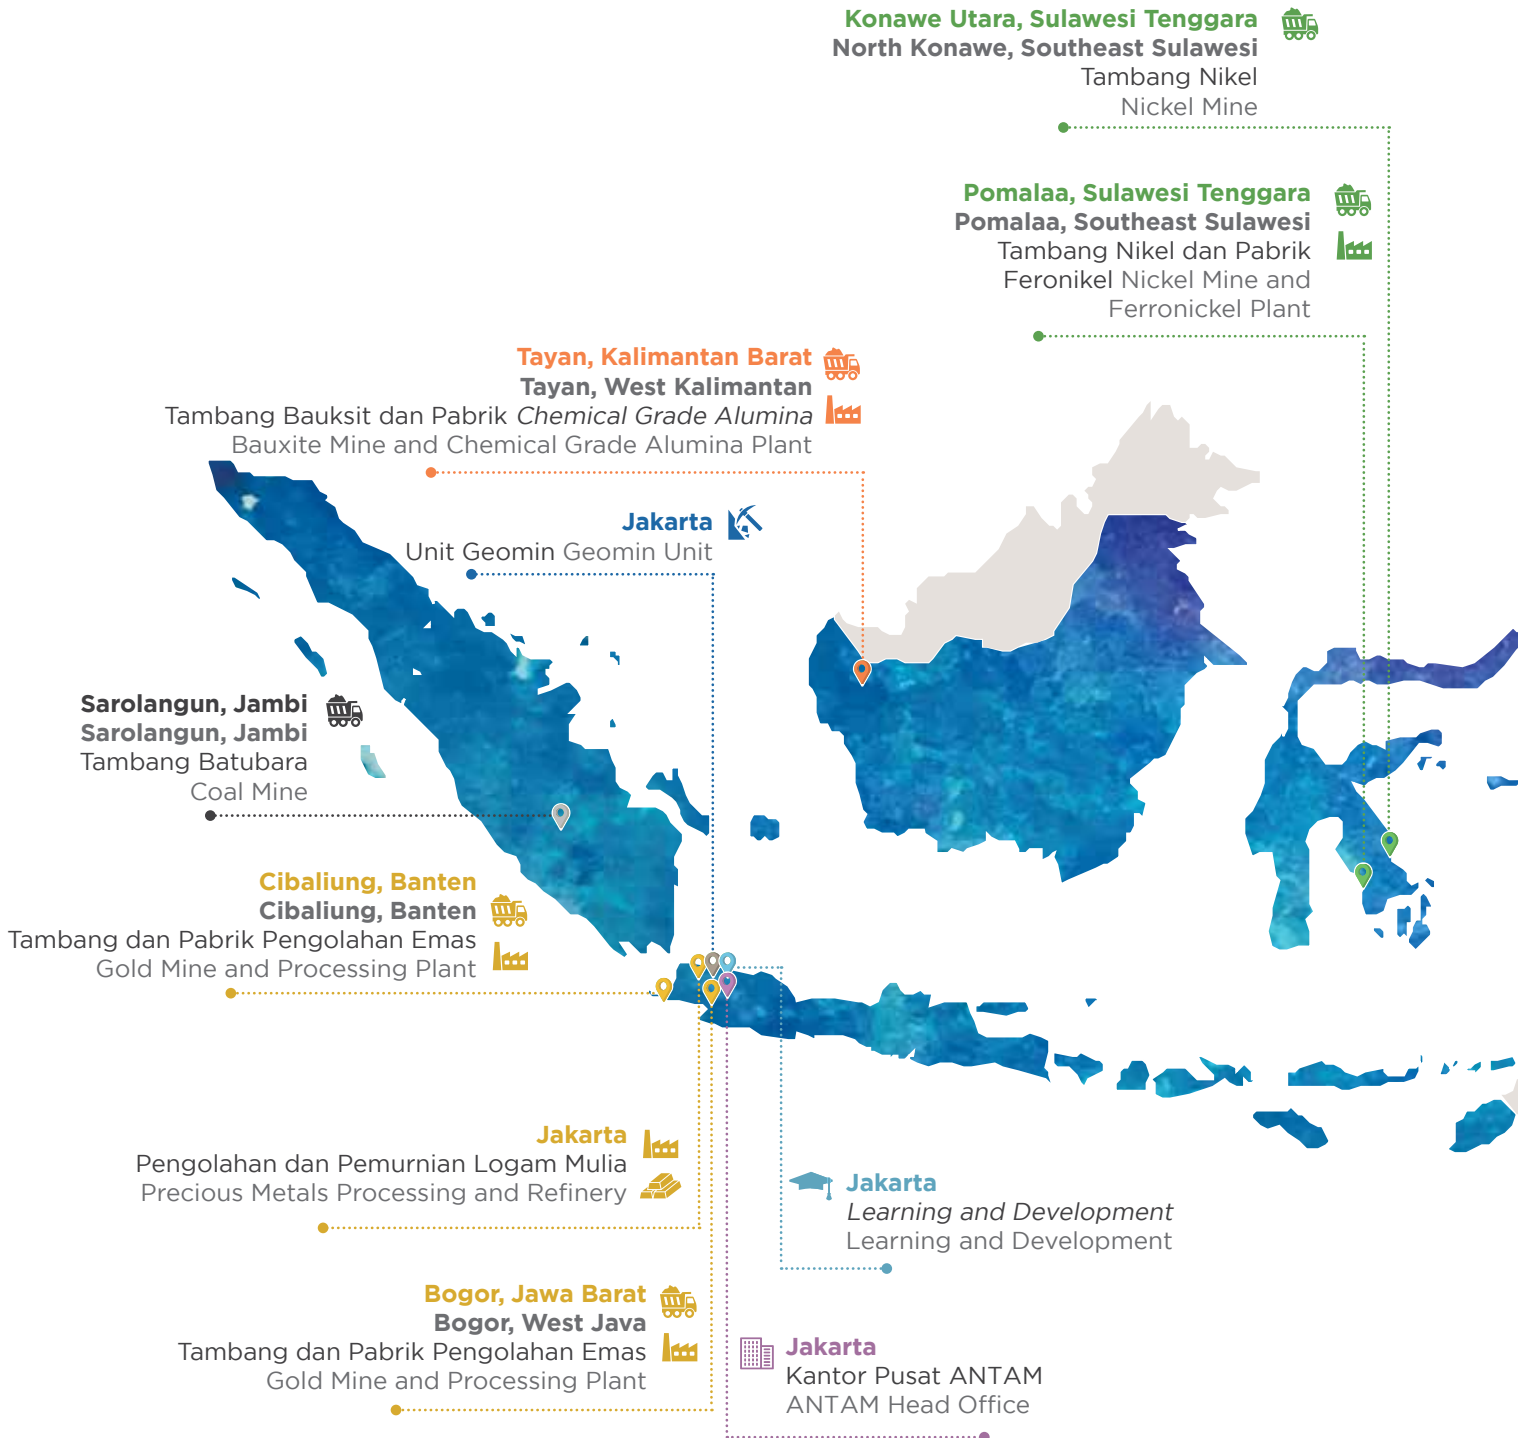 Konawe Utara, Sulawesi Tenggara
North Konawe, Southeast Sulawesi
Tambang Nikel
Nickel Mine
Pomalaa, Sulawesi Tenggara
Pomalaa, Southeast Sulawesi
Tambang Nikel dan Pabrik
Feronikel Nickel Mine and
Ferronickel Plant
Tayan, Kalimantan Barat
Tayan, West Kalimantan
Tambang Bauksit dan Pabrik Chemical Grade Alumina
Bauxite Mine and Chemical Grade Alumina Plant
Jakarta
Unit Geomin Geomin Unit
Sarolangun, Jambi
Sarolangun, Jambi
Tambang Batubara
Coal Mine
Cibaliung, Banten
Cibaliung, Banten
Tambang dan Pabrik Pengolahan Emas
Gold Mine and Processing Plant
Jakarta
Pengolahan dan Pemurnian Logam Mulia
Precious Metals Processing and Refinery
Jakarta
Learning and Development
Learning and Development
Bogor, Jawa Barat
Bogor, West Java
Tambang dan Pabrik Pengolahan Emas
Gold Mine and Processing Plant
Jakarta
Kantor Pusat ANTAM
ANTAM Head Office